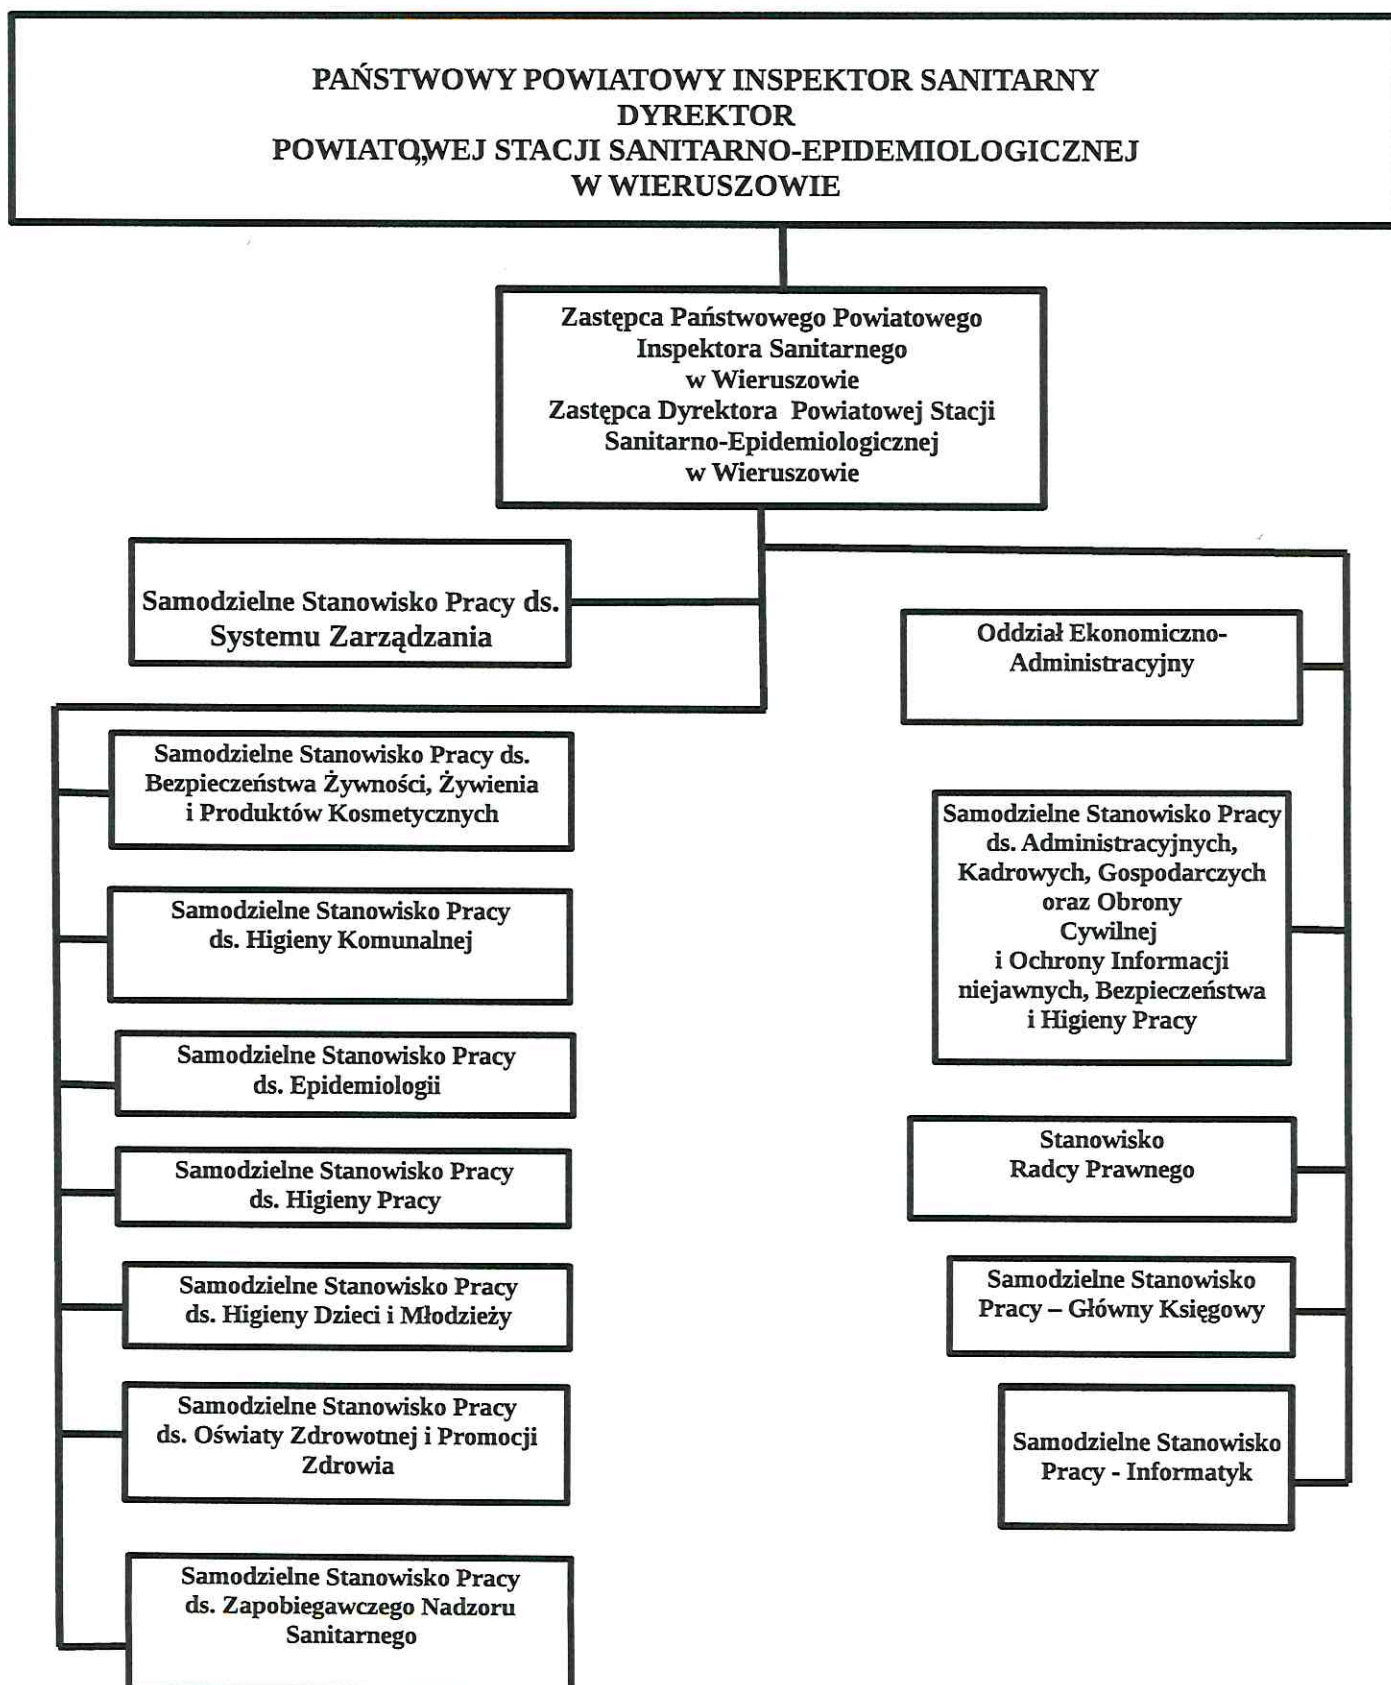 PAŃSTWOWY POWIATOWY INSPEKTOR SANITARNY
DYREKTOR
POWIATO,,WEJ STACJI SANITARNO-EPIDEMIOLOGICZNEJ
W WIERUSZOWIE
Zastępca Państwowego Powiatowego
Inspektora Sanitarnego
w Wieruszowie
Zastępca Dyrektora Powiatowej Stacji
Sanitarno-Epidemiologicznej
w Wieruszowie
Samodzielne Stanowisko Pracy ds.
Systemu Zarządzania
Samodzielne Stanowisko Pracy ds.
Bezpieczeństwa Żywności, Żywienia
i Produktów Kosmetycznych
Samodzielne Stanowisko Pracy
ds. Higieny Komunalnej
Samodzielne Stanowisko Pracy
ds. Epidemiologii
Samodzielne Stanowisko Pracy
ds. Higieny Pracy
Samodzielne Stanowisko Pracy
ds. Higieny Dzieci i Młodzieży
Samodzielne Stanowisko Pracy
ds. Oświaty Zdrowotnej i Promocji
Zdrowia
Samodzielne Stanowisko Pracy
ds. Zapobiegawczego Nadzoru
Sanitarnego
Oddział Ekonomiczno-
Administracyjny
Samodzielne Stanowisko Pracy
ds. Administracyjnych,
Kadrowych, Gospodarczych
oraz Obrony
Cywilnej
i Ochrony Informacji
niejawnych, Bezpieczeństwa
i Higieny Pracy
Stanowisko
Radcy Prawnego
Samodzielne Stanowisko
Pracy – Główny Księgowy
Samodzielne Stanowisko
Pracy - Informatyk